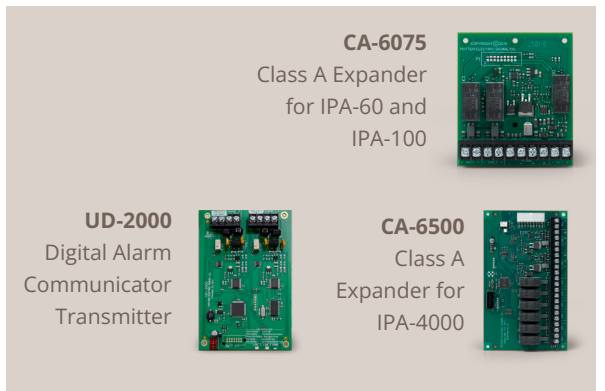 CA-6075
Class A Expander
for IPA-60 and
IPA-100
UD-2000
Digital Alarm
Communicator
Transmitter
CA-6500
Class A
Expander for
IPA-4000